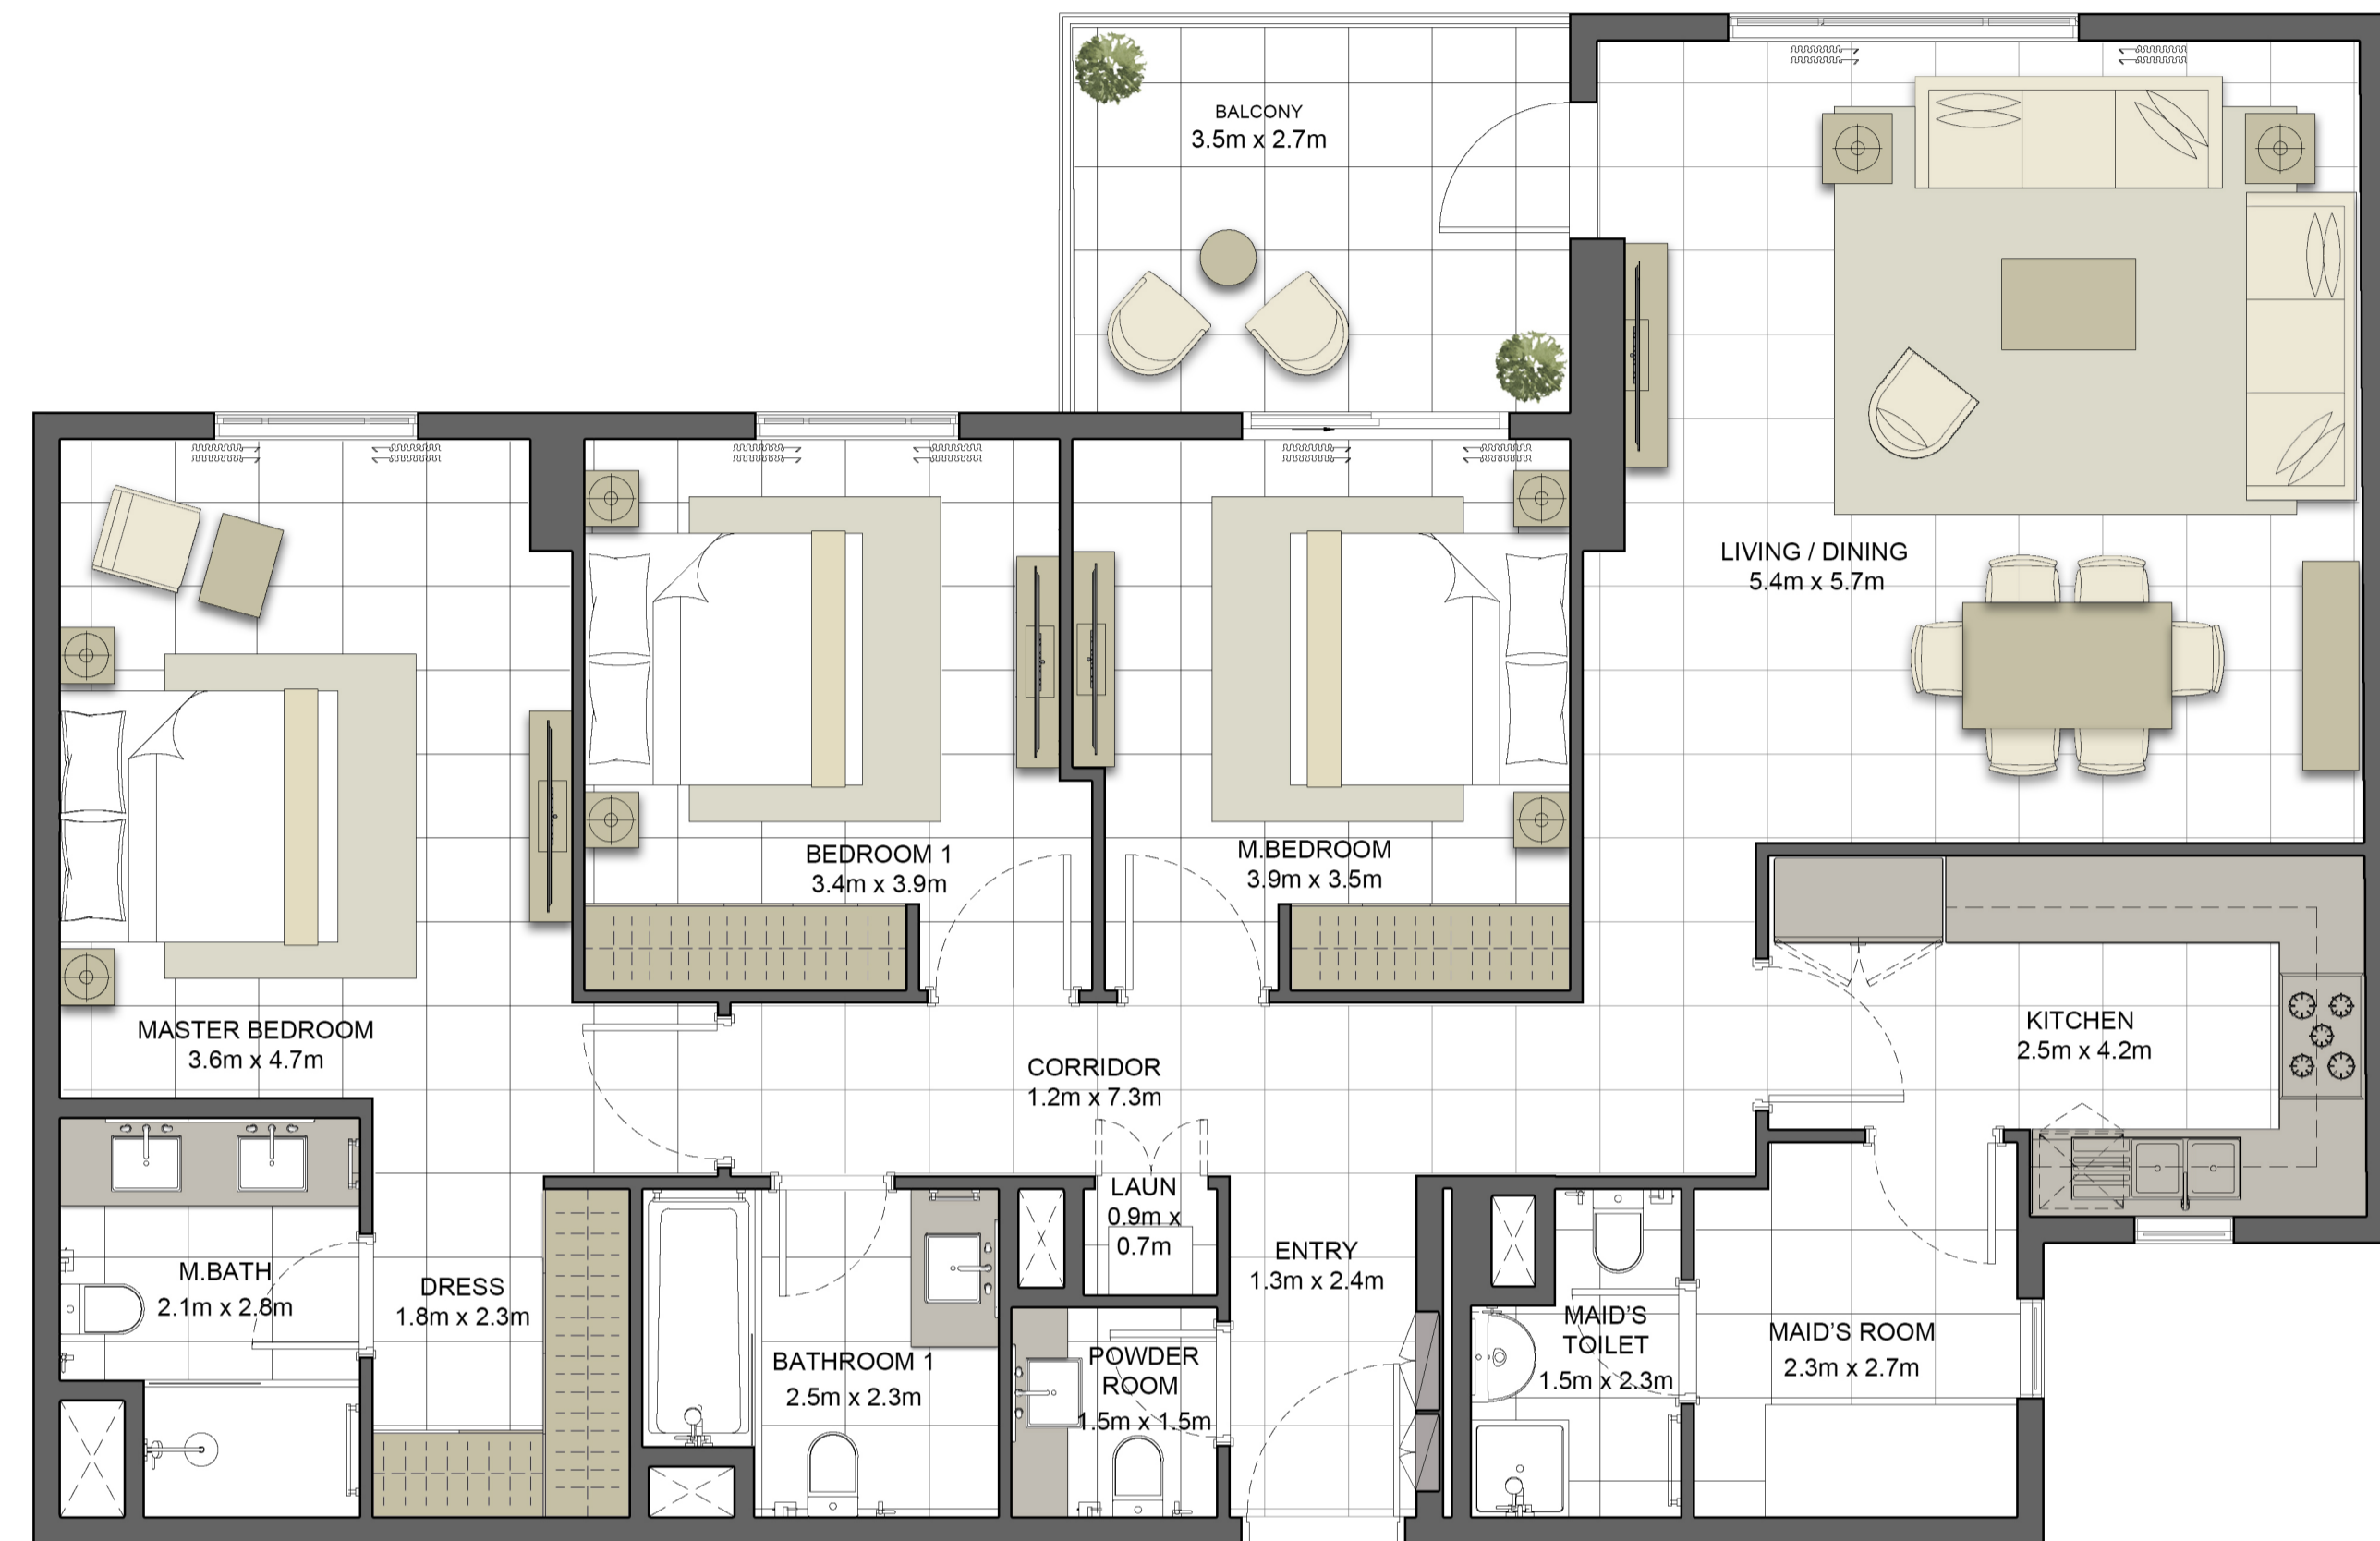 BALCONY
3.5m x 2.7m
LIVING / DINING
5.4m x 5.7m
BEDROOM 1
3.4m x 3.9m
M.BEDROOM
3.9m x 3.5m
MASTER BEDROOM
3.6m x 4.7m
KITCHEN
2.5m x 4.2m
CORRIDOR
1.2m x 7.3m
LAUN
0.9m x
0.7m
ENTRY
1.3m x 2.4m
M.BATH
2.1m x 2.8m
DRESS
1.8m x 2.3m
BATHROOM 1
2.5m x 2.3m
POWDER
ROOM
1.5m x 1.5m
MAID'S
TOILET
1.5m x 2.3m
MAID'S ROOM
2.3m x 2.7m